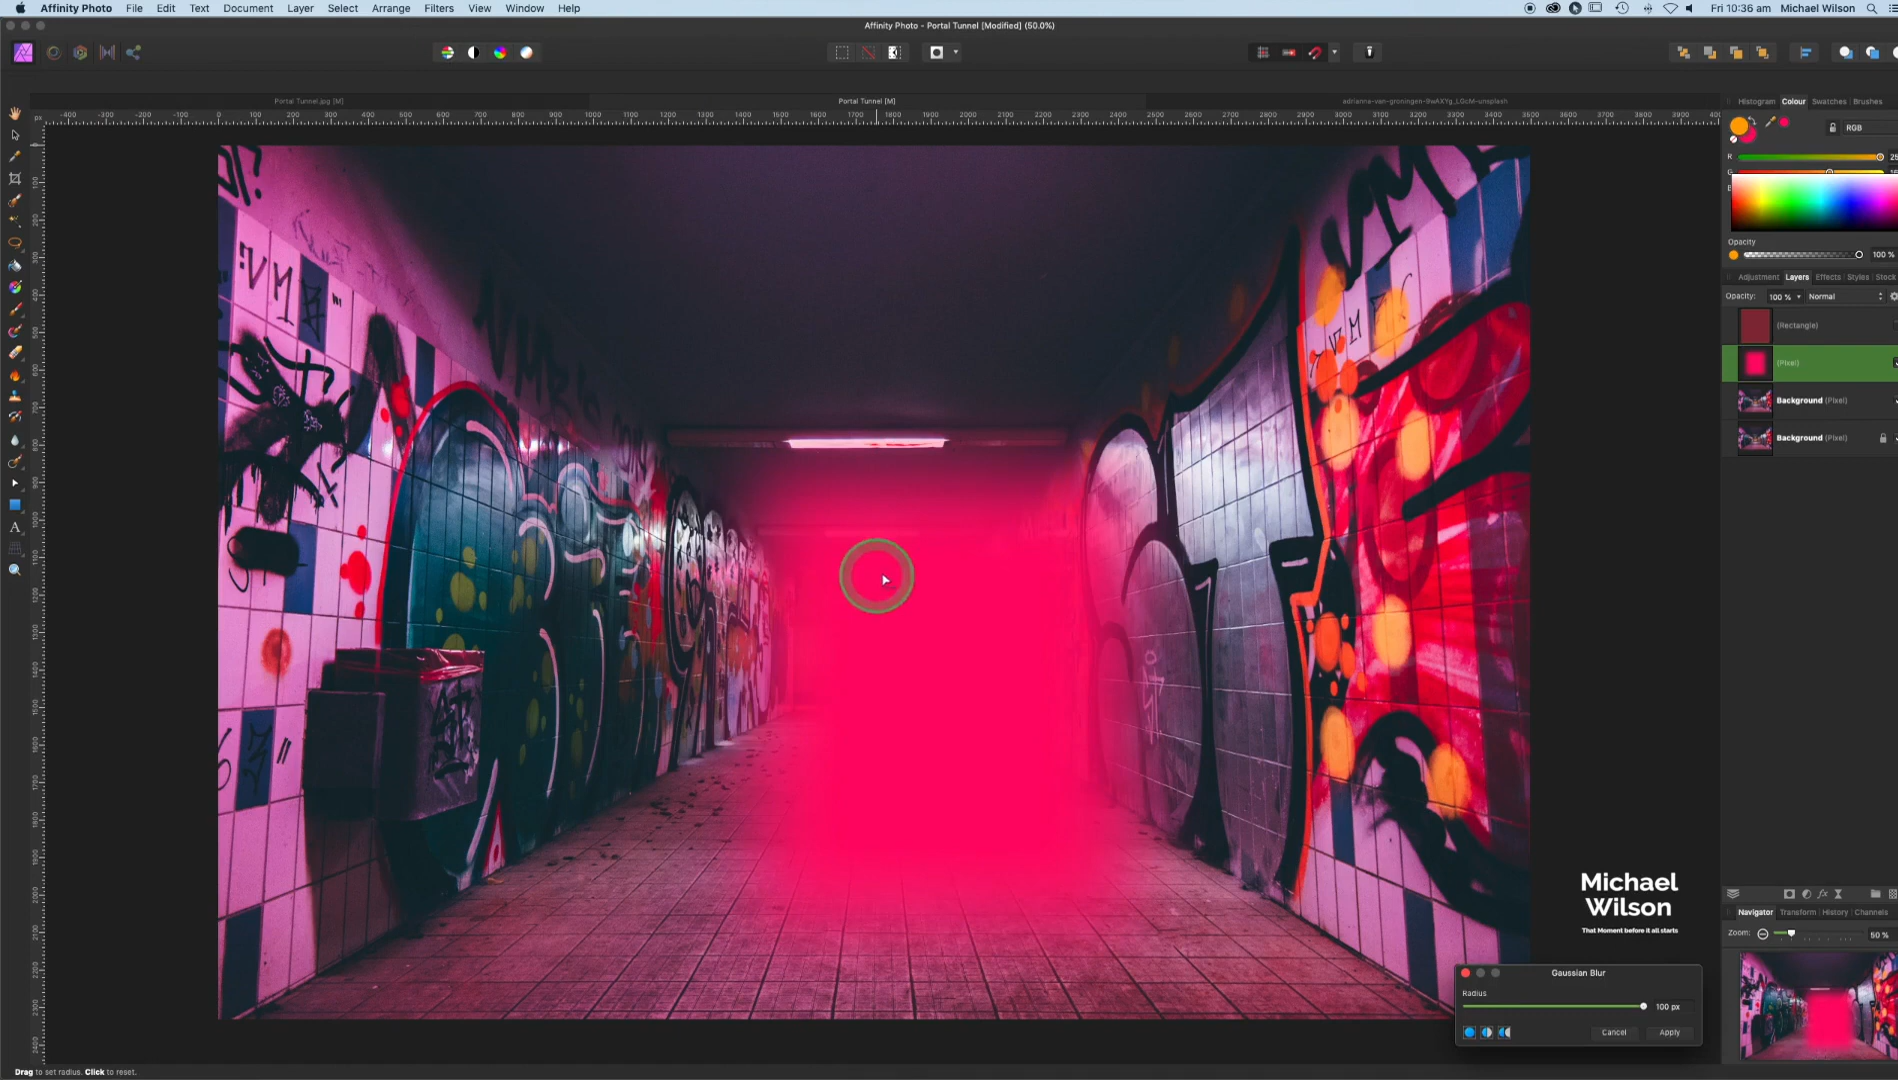 Affinity Photo File Edit Text Document Layer Select Arrange Filters View Window Help
Fri 10:36 am Michael Wilson
Affinity Photo - Portal Tunnel [Modified] (50.0%)
Portal Tunnel.jpg [M]
Portal Tunnel [M]
adrianna-van-groningen-9wAXYg_LGcM-unsplash
Histogram Colour Swatches Brushes
RGB
R
Opacity
100 %
Adjustment Layers Effects Styles Stock
Opacity: 100 % Normal
(Rectangle)
(Pixel)
Background (Pixel)
Background (Pixel)
Michael
Wilson
That Moment before it all starts
Navigator Transform History Channels
Zoom: 50 %
Gaussian Blur
Radius
100 px
Cancel Apply
Drag to set radius. Click to reset.